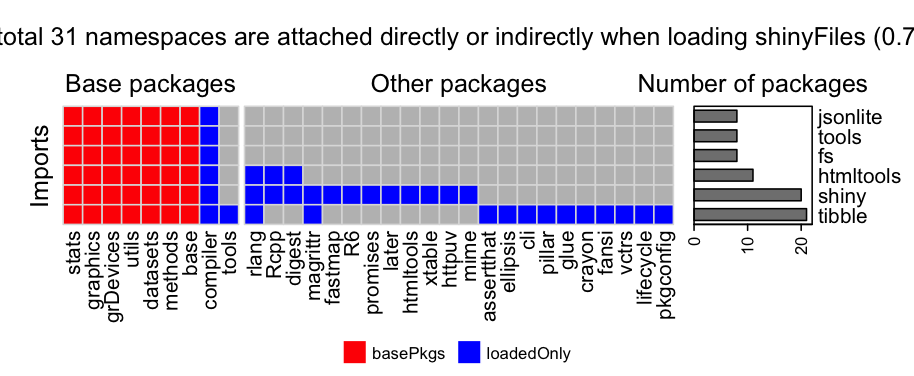 total 31 namespaces are attached directly or indirectly when loading shinyFiles (0.7
Base packages
Other packages
Number of packages
Imports
jsonlite
tools
fs
htmltools
shiny
tibble
0
10
20
stats
graphics
grDevices
utils
datasets
methods
base
compiler
tools
rlang
Rcpp
digest
magrittr
fastmap
R6
promises
later
htmltools
xtable
httpuv
mime
assertthat
ellipsis
cli
pillar
glue
crayon
fansi
vctrs
lifecycle
pkgconfig
basePkgs
loadedOnly